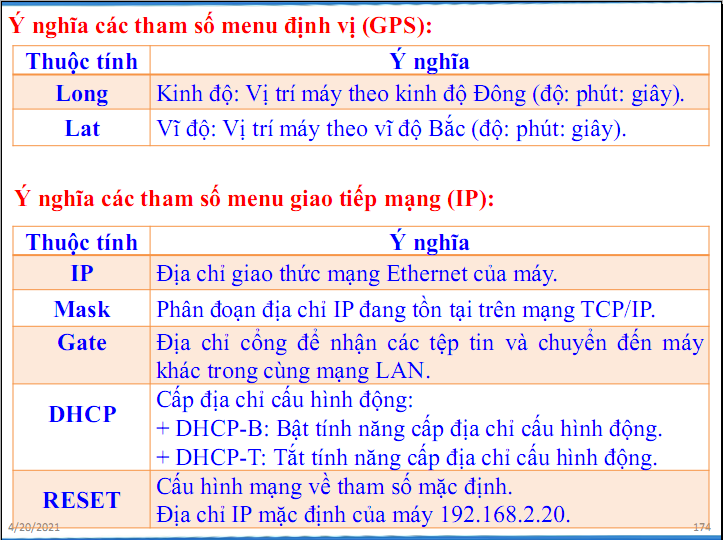 Ý nghĩa các tham số menu định vị (GPS):
Thuộc tính Ý nghĩa
Long Kinh độ: Vị trí máy theo kinh độ Đông (độ: phút: giây).
Lat Vĩ độ: Vị trí máy theo vĩ độ Bắc (độ: phút: giây).
Ý nghĩa các tham số menu giao tiếp mạng (IP):
Thuộc tính Ý nghĩa
IP Địa chỉ giao thức mạng Ethernet của máy.
Mask Phân đoạn địa chỉ IP đang tồn tại trên mạng TCP/IP.
Gate Địa chỉ cổng để nhận các tệp tin và chuyển đến máy
khác trong cùng mạng LAN.
DHCP Cấp địa chỉ cấu hình động:
+ DHCP-B: Bật tính năng cấp địa chỉ cấu hình động.
+ DHCP-T: Tắt tính năng cấp địa chỉ cấu hình động.
RESET Cấu hình mạng về tham số mặc định.
Địa chỉ IP mặc định của máy 192.168.2.20.
4/20/2021 174